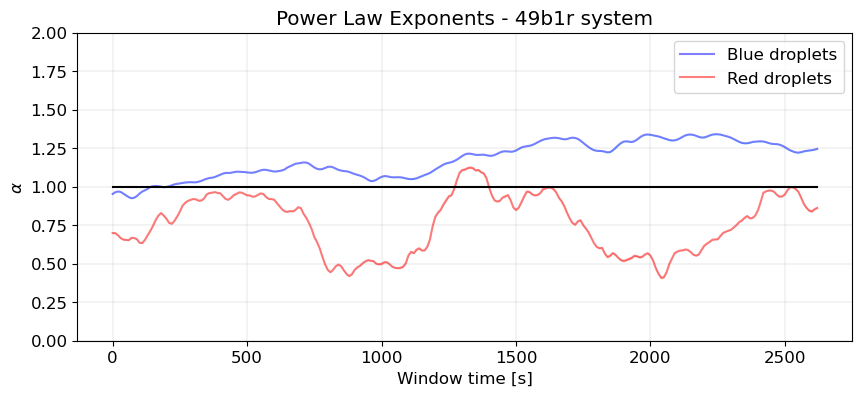 Power Law Exponents - 49b1r system
2.00
1.75
1.50
1.25
1.00
0.75
0.50
0.25
0.00
α
Blue droplets
Red droplets
0 500 1000 1500 2000 2500
Window time [s]